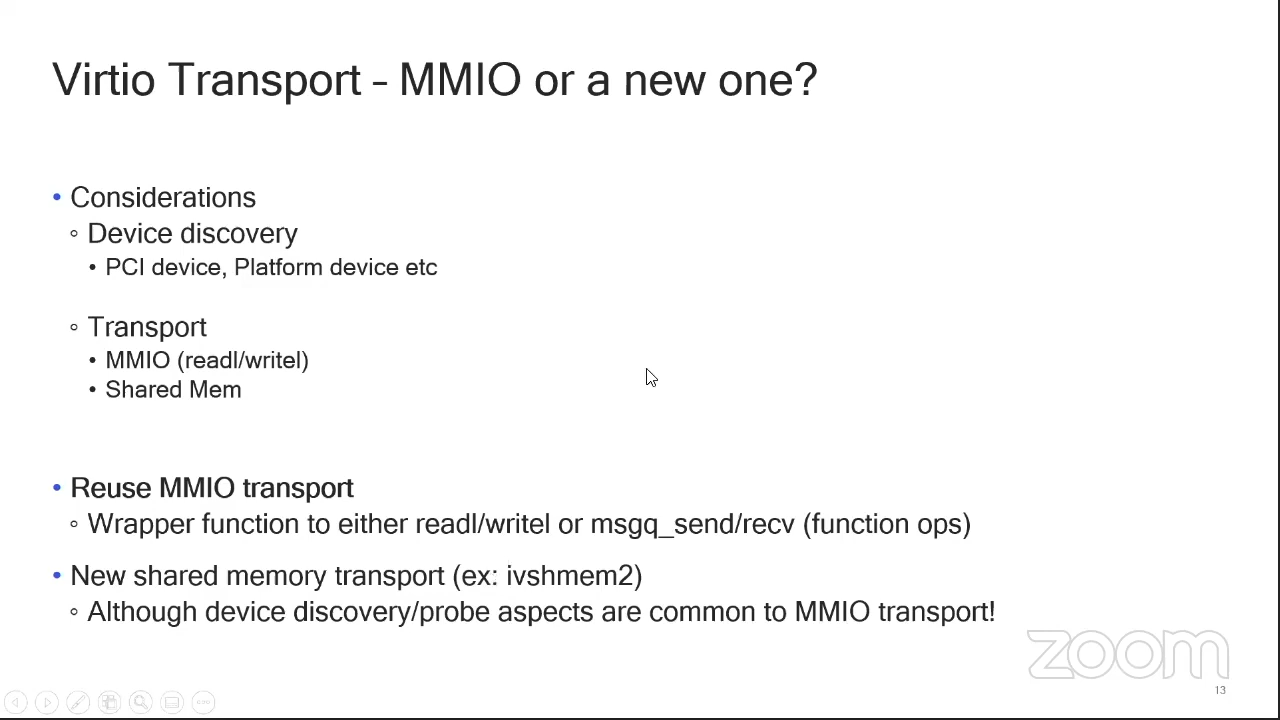 Virtio Transport – MMIO or a new one?
• Considerations
◦ Device discovery
• PCI device, Platform device etc
◦ Transport
• MMIO (readl/writel)
• Shared Mem
• Reuse MMIO transport
◦ Wrapper function to either readl/writel or msgq_send/recv (function ops)
• New shared memory transport (ex: ivshmem2)
◦ Although device discovery/probe aspects are common to MMIO transport!
zoom
13